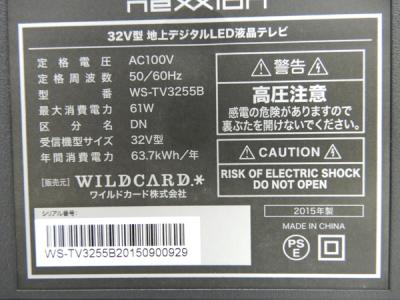 nexxion
32V型 地上デジタルLED液晶テレビ
定格電圧 AC100V
定格周波数 50/60Hz
型番 WS-TV3255B
最大消費電力 61W
区分名 DN
受信機型サイズ 32V型
年間消費電力 63.7kWh/年
[販売元] WILDCARD.*
ワイルドカード株式会社
シリアル番号:
WS-TV3255B20150900929
警告
高圧注意
感電の危険がありますので
裏ぶたを開けないでください。
CAUTION
RISK OF ELECTRIC SHOCK
DO NOT OPEN
2015年製
MADE IN CHINA
PS
E